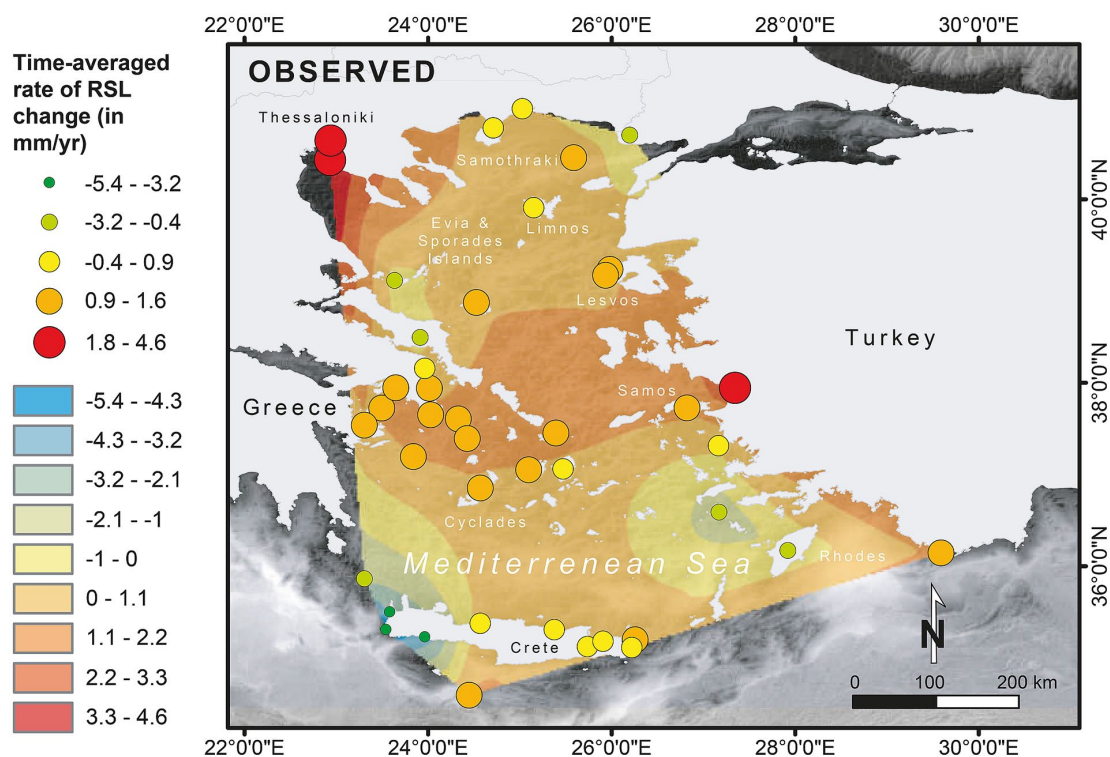 22°0'0"E 24°0'0"E 26°0'0"E 28°0'0"E 30°0'0"E
OBSERVED
Time-averaged
rate of RSL
change (in
mm/yr)
-5.4 - -3.2
-3.2 - -0.4
-0.4 - 0.9
0.9 - 1.6
1.8 - 4.6
-5.4 - -4.3
-4.3 - -3.2
-3.2 - -2.1
-2.1 - -1
-1 - 0
0 - 1.1
1.1 - 2.2
2.2 - 3.3
3.3 - 4.6
Thessaloniki
Samothraki
Evia &
Sporades
Islands
Limnos
Lesvos
Turkey
Samos
Greece
Cyclades
Mediterranean Sea
Rhodes
Crete
N
0 100 200 km
40°0'0"N
38°0'0"N
36°0'0"N
22°0'0"E 24°0'0"E 26°0'0"E 28°0'0"E 30°0'0"E